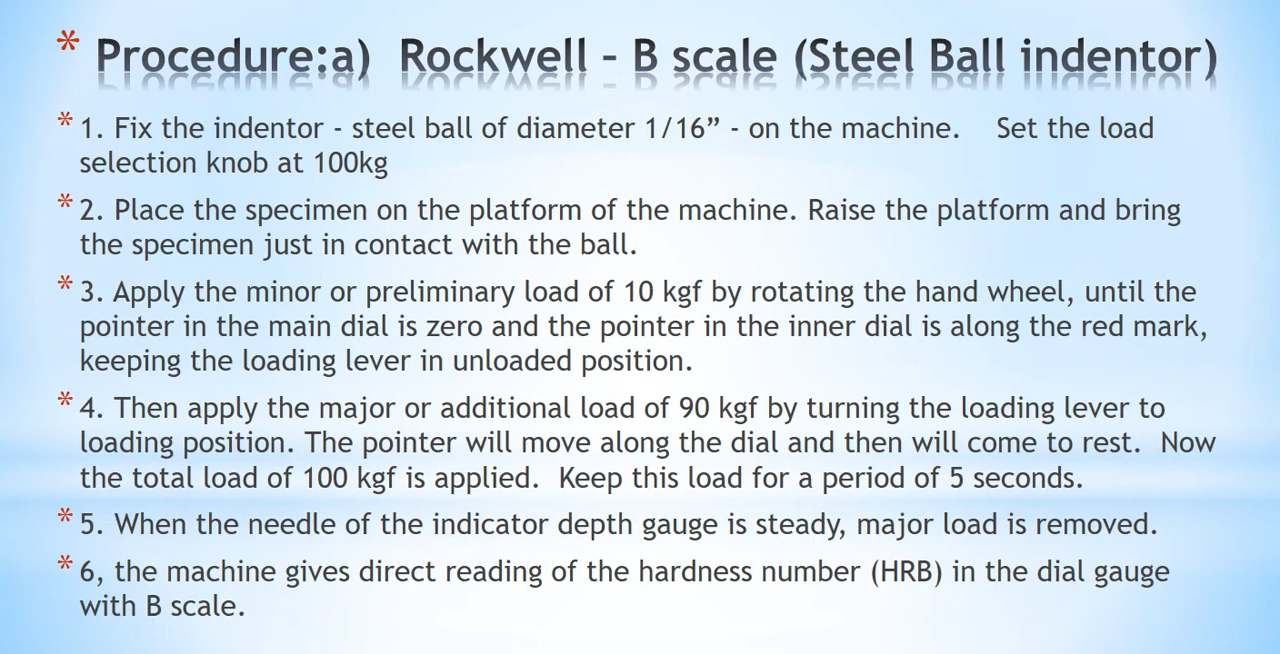 * Procedure:a)  Rockwell – B scale (Steel Ball indentor)
* 1. Fix the indentor - steel ball of diameter 1/16” - on the machine.    Set the load
selection knob at 100kg
* 2. Place the specimen on the platform of the machine. Raise the platform and bring
the specimen just in contact with the ball.
* 3. Apply the minor or preliminary load of 10 kgf by rotating the hand wheel, until the
pointer in the main dial is zero and the pointer in the inner dial is along the red mark,
keeping the loading lever in unloaded position.
* 4. Then apply the major or additional load of 90 kgf by turning the loading lever to
loading position. The pointer will move along the dial and then will come to rest.  Now
the total load of 100 kgf is applied.  Keep this load for a period of 5 seconds.
* 5. When the needle of the indicator depth gauge is steady, major load is removed.
* 6, the machine gives direct reading of the hardness number (HRB) in the dial gauge
with B scale.